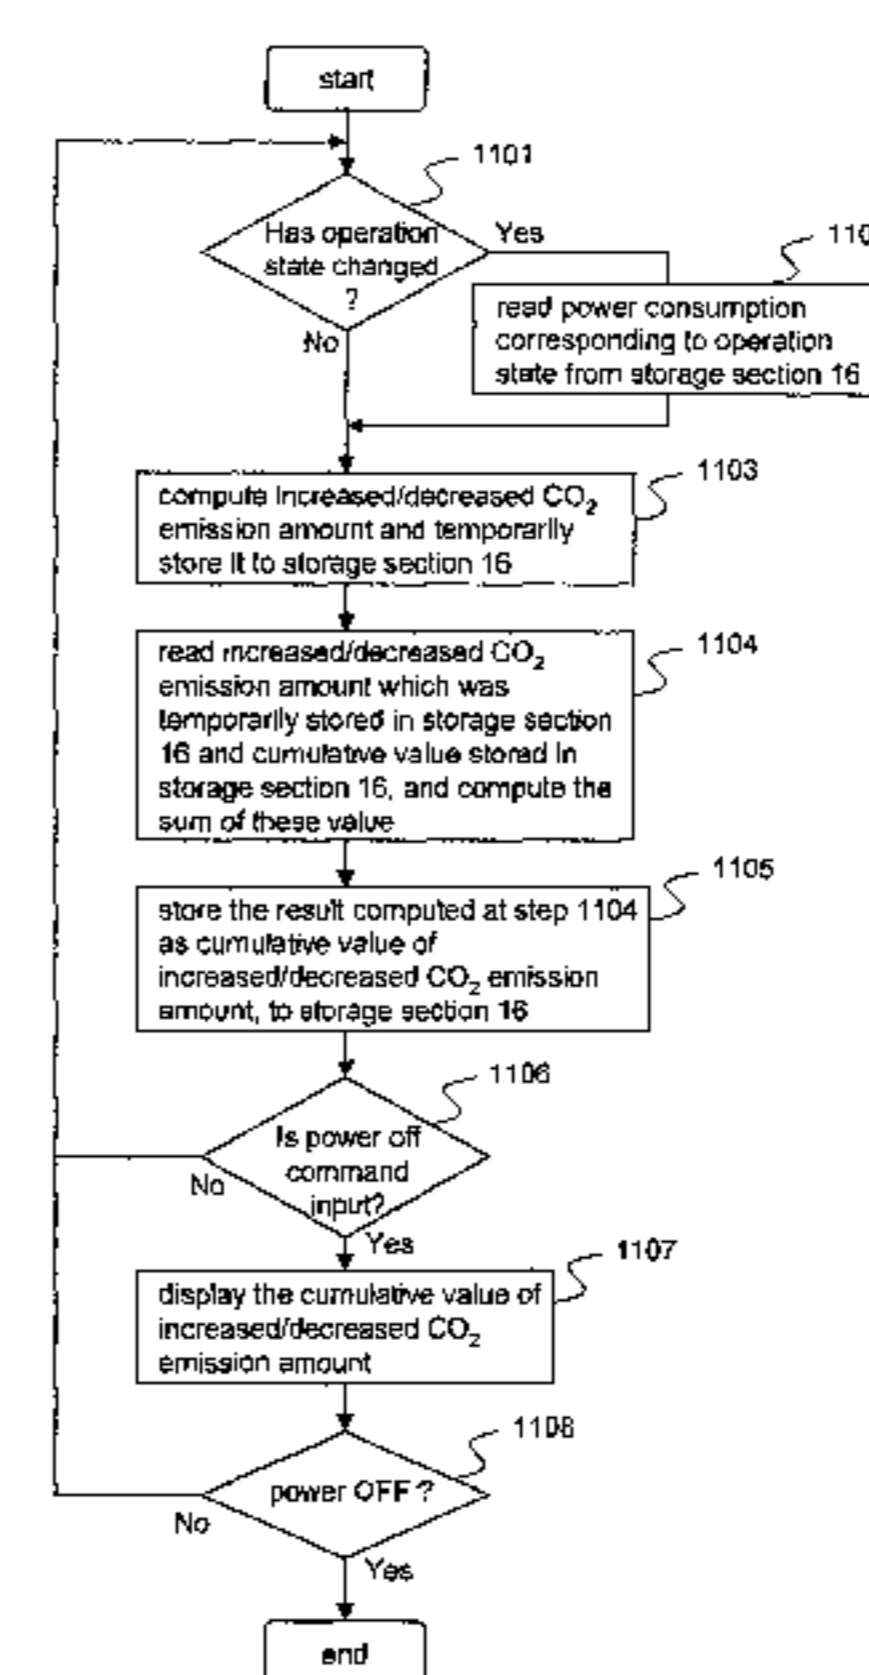 start
1101
Has operation
state changed
?
Yes
No
110
read power consumption
corresponding to operation
state from storage section 16
1103
compute increased/decreased CO₂
emission amount and temporarily
store it to storage section 16
1104
read increased/decreased CO₂
emission amount which was
temporarily stored in storage section
16 and cumulative value stored in
storage section 16, and compute the
sum of these value
1105
store the result computed at step 1104
as cumulative value of
increased/decreased CO₂ emission
amount, to storage section 16
1106
Is power off
command
input?
No
Yes
1107
display the cumulative value of
increased/decreased CO₂
emission amount
1108
power OFF ?
No
Yes
end